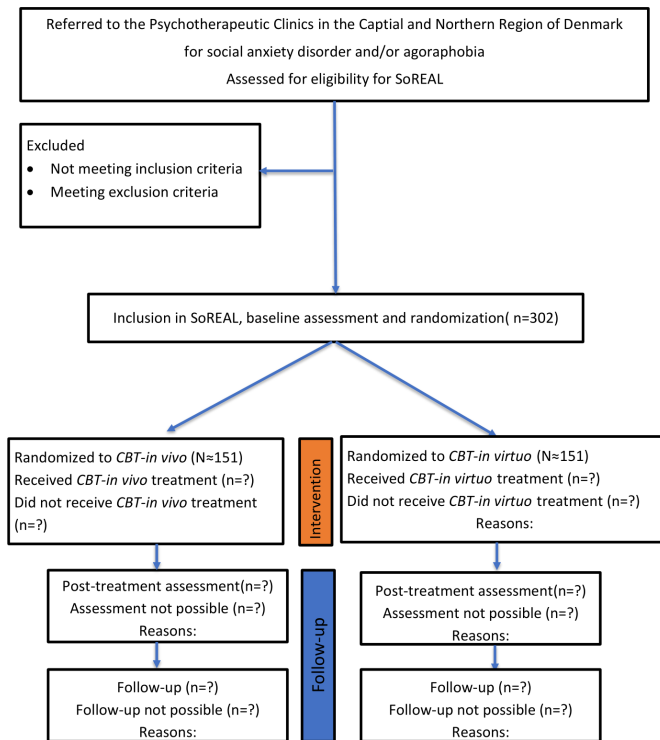 Referred to the Psychotherapeutic Clinics in the Captial and Northern Region of Denmark
for social anxiety disorder and/or agoraphobia
Assessed for eligibility for SoREAL
Excluded
• Not meeting inclusion criteria
• Meeting exclusion criteria
Inclusion in SoREAL, baseline assessment and randomization( n=302)
Randomized to CBT-in vivo (N≈151)
Received CBT-in vivo treatment (n=?)
Did not receive CBT-in vivo treatment
(n=?)
Intervention
Randomized to CBT-in virtuo (N≈151)
Received CBT-in virtuo treatment (n=?)
Did not receive CBT-in virtuo treatment (n=?)
Reasons:
Post-treatment assessment(n=?)
Assessment not possible (n=?)
Reasons:
Follow-up
Post-treatment assessment(n=?)
Assessment not possible (n=?)
Reasons:
Follow-up (n=?)
Follow-up not possible (n=?)
Reasons:
Follow-up (n=?)
Follow-up not possible (n=?)
Reasons: